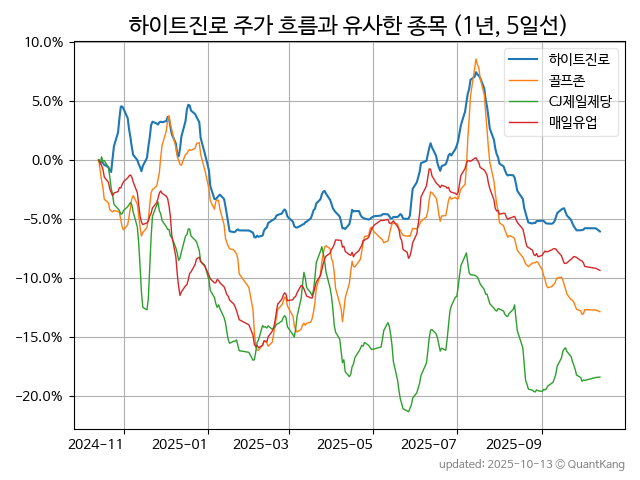 하이트진로 주가 흐름과 유사한 종목 (1년, 5일선)
하이트진로
골프존
CJ제일제당
매일유업
10.0%
5.0%
0.0%
−5.0%
−10.0%
−15.0%
−20.0%
2024−11
2025−01
2025−03
2025−05
2025−07
2025−09
updated: 2025-10-13 © QuantKang